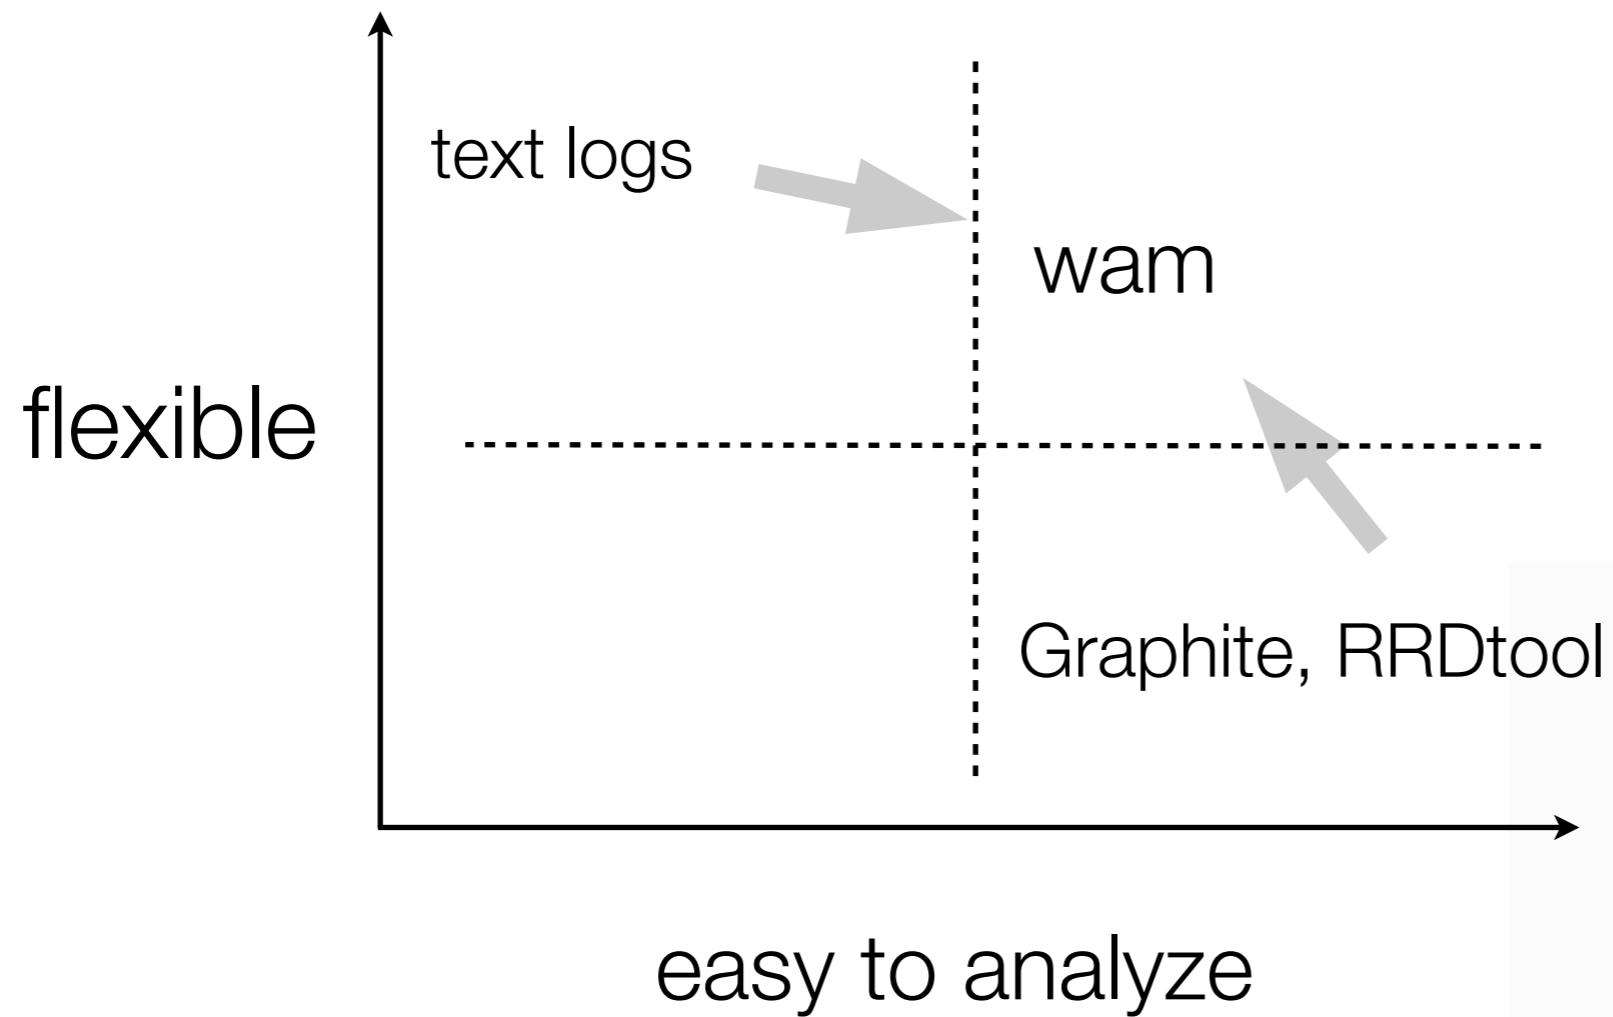 text logs
wam
flexible
Graphite, RRDtool
easy to analyze